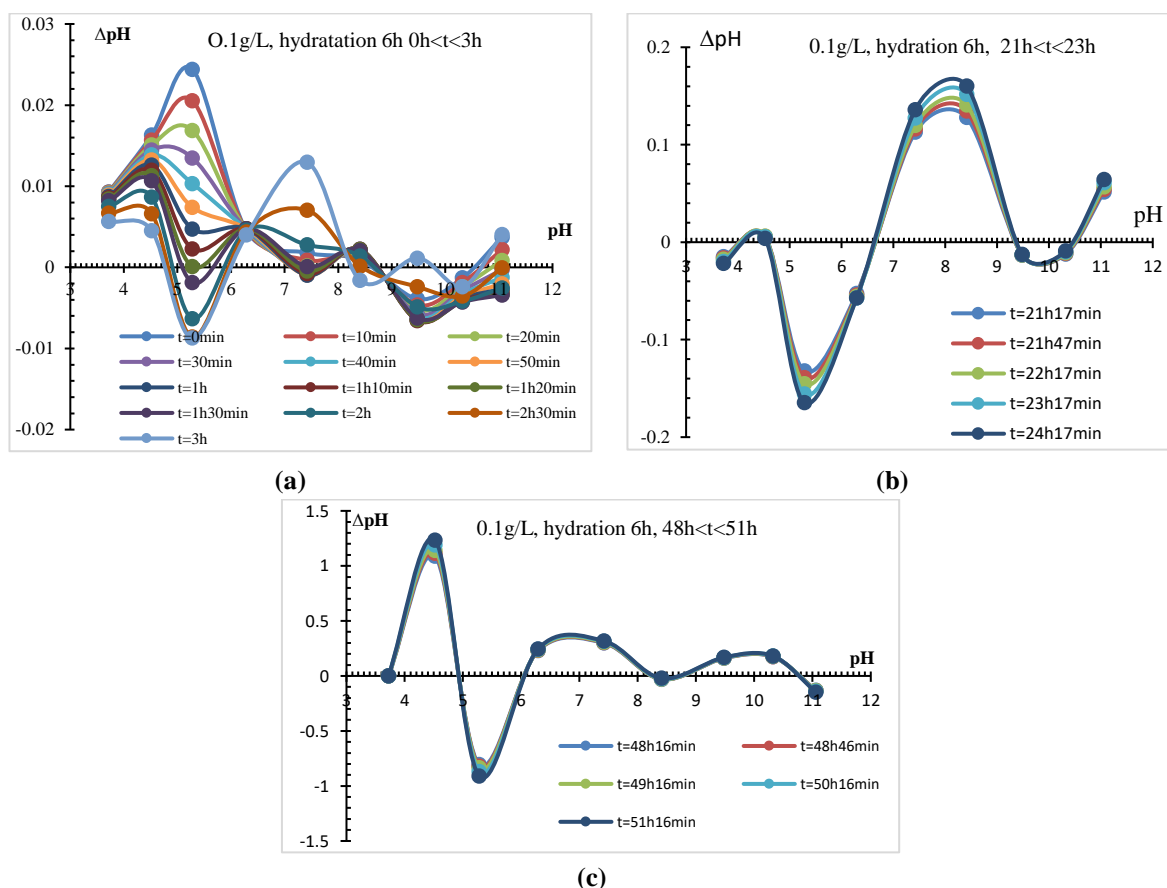 ΔpH
O.1g/L, hydratation 6h 0h<t<3h
0.03
0.02
0.01
0
-0.01
-0.02
pH
3 4 5 6 7 8 9 10 11 12
t=0min t=10min t=20min
t=30min t=40min t=50min
t=1h t=1h10min t=1h20min
t=1h30min t=2h t=2h30min
t=3h
(a)
ΔpH
0.1g/L, hydration 6h, 21h<t<23h
0.2
0.1
0
-0.1
-0.2
pH
3 4 5 6 7 8 9 10 11 12
t=21h17min
t=21h47min
t=22h17min
t=23h17min
t=24h17min
(b)
ΔpH
0.1g/L, hydration 6h, 48h<t<51h
1.5
1
0.5
0
-0.5
-1
-1.5
pH
3 4 5 6 7 8 9 10 11 12
t=48h16min t=48h46min
t=49h16min t=50h16min
t=51h16min
(c)